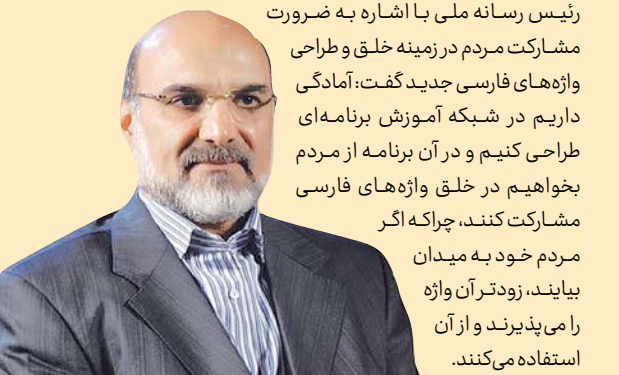 رئیس رسانه ملی با اشاره به ضرورت
مشارکت مردم در زمینه خلق و طراحی
واژه‌های فارسی جدید گفت: آمادگی
داریم در شبکه آموزش برنامه‌ای
طراحی کنیم و در آن برنامه از مردم
بخواهیم در خلق واژه‌های فارسی
مشارکت کنند، چراکه اگر
مردم خود به میدان
بیایند، زودتر آن واژه
را می‌پذیرند و از آن
استفاده می‌کنند.